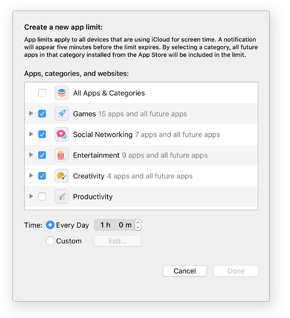 Create a new app limit:
App limits apply to all devices that are using iCloud for screen time. A notification
will appear five minutes before the limit expires. By selecting a category, all future
apps in that category installed from the App Store will be included in the limit.
Apps, categories, and websites:
All Apps & Categories
Games 15 apps and all future apps
Social Networking 7 apps and all future apps
Entertainment 9 apps and all future apps
Creativity 4 apps and all future apps
Productivity
Time: Every Day 1 h 0 m
Custom Edit...
Cancel Done